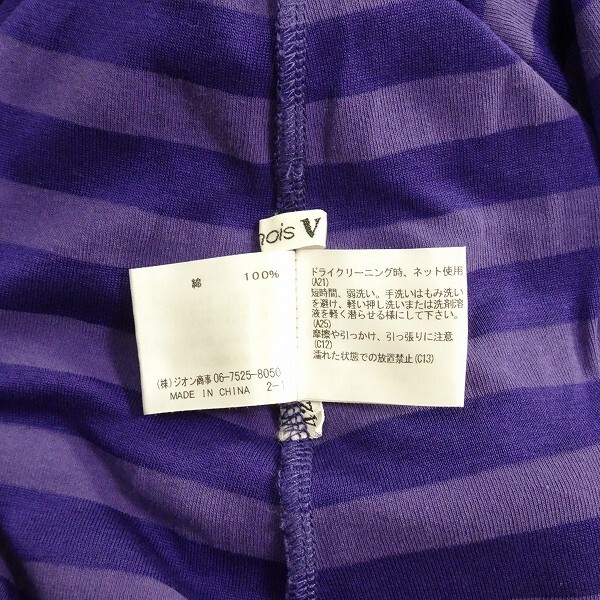 nois V
綿 100%
(株)ジオン商事 06-7525-8050
MADE IN CHINA 2-1
ドライクリーニング時、ネット使用
(A21)
短時間、弱洗い。手洗いはもみ洗い
を避け、軽い押し洗いまたは洗剤溶
液を軽く潜らせる様にして下さい。
(A25)
摩擦や引っかけ、引っ張りに注意
(C12)
濡れた状態での放置禁止(C13)